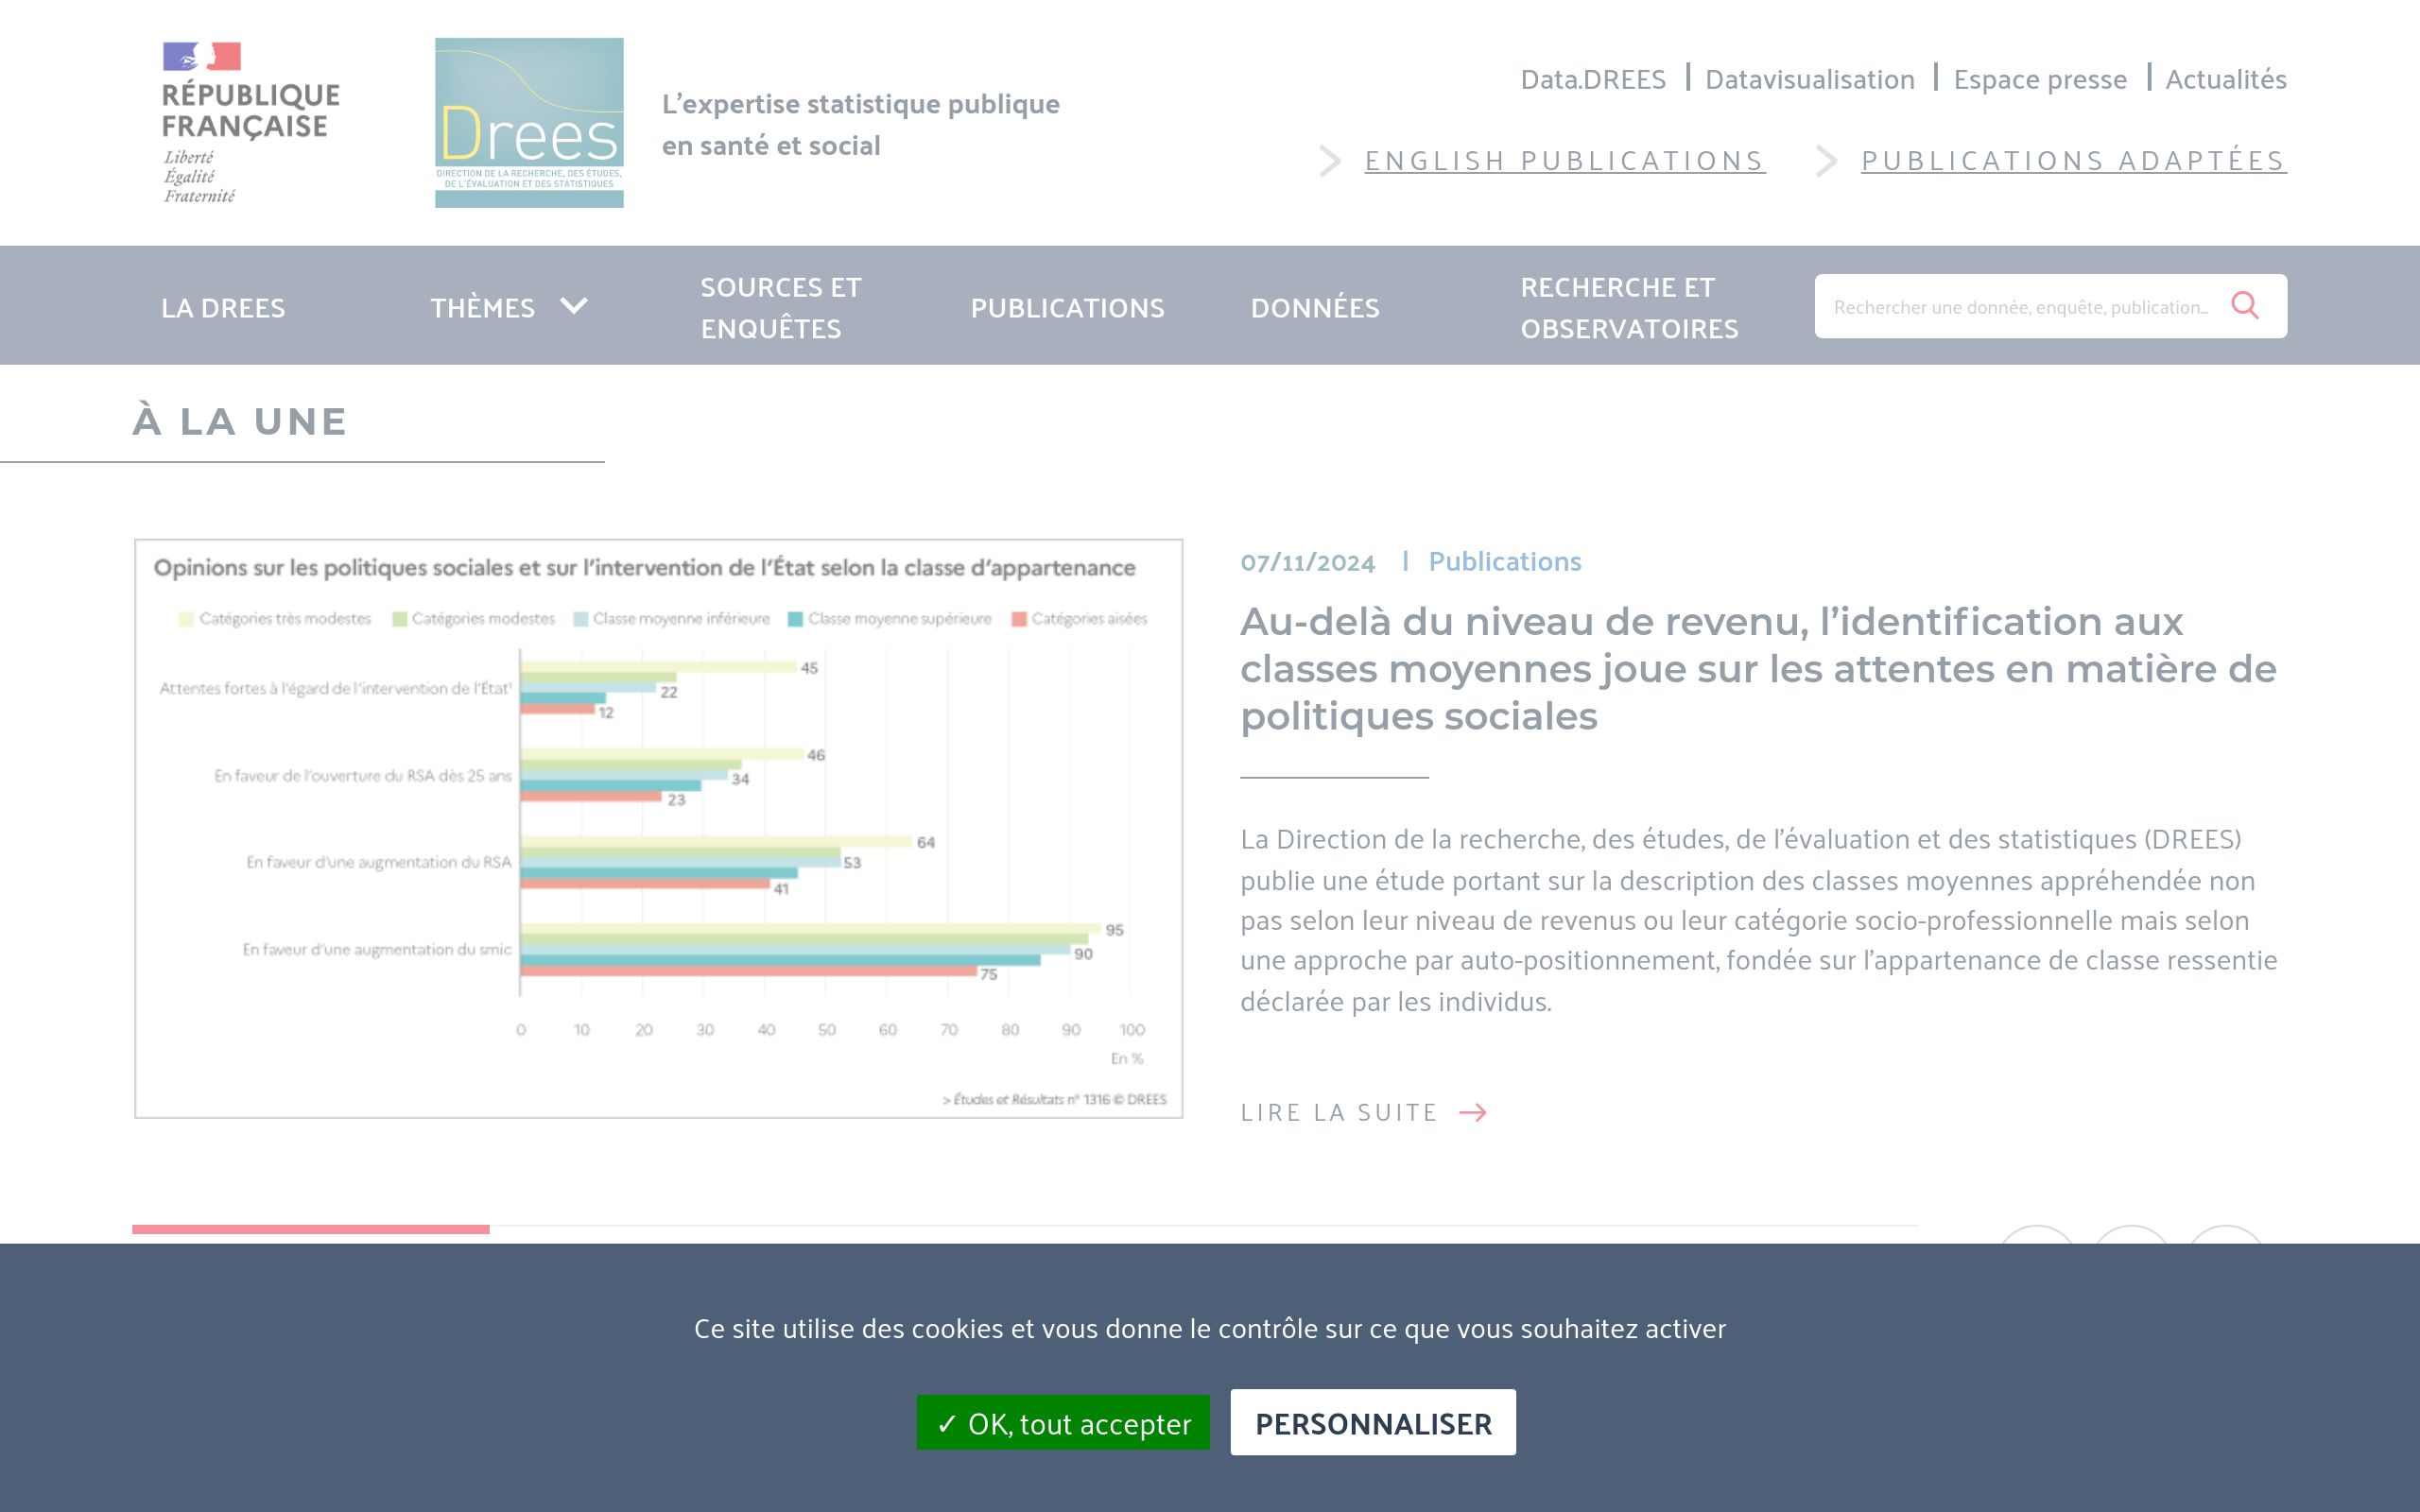 RÉPUBLIQUE
FRANÇAISE
Liberté
Égalité
Fraternité
Drees
DIRECTION DE LA RECHERCHE, DES ÉTUDES,
DE L'ÉVALUATION ET DES STATISTIQUES
L'expertise statistique publique
en santé et social
Data.DREES | Datavisualisation | Espace presse | Actualités
ENGLISH PUBLICATIONS PUBLICATIONS ADAPTÉES
LA DREES
THÈMES
SOURCES ET
ENQUÊTES
PUBLICATIONS
DONNÉES
RECHERCHE ET
OBSERVATOIRES
Rechercher une donnée, enquête, publication...
À LA UNE
Opinions sur les politiques sociales et sur l'intervention de l'État selon la classe d'appartenance
Catégories très modestes Catégories modestes Classe moyenne inférieure Classe moyenne supérieure Catégories aisées
Attentes fortes à l'égard de l'intervention de l'État¹
45
22
12
En faveur de l'ouverture du RSA dès 25 ans
46
34
23
En faveur d'une augmentation du RSA
64
53
41
En faveur d'une augmentation du smic
95
90
75
0 10 20 30 40 50 60 70 80 90 100
En %
> Études et Résultats n° 1316 © DREES
07/11/2024 | Publications
Au-delà du niveau de revenu, l'identification aux
classes moyennes joue sur les attentes en matière de
politiques sociales
La Direction de la recherche, des études, de l'évaluation et des statistiques (DREES)
publie une étude portant sur la description des classes moyennes appréhendée non
pas selon leur niveau de revenus ou leur catégorie socio-professionnelle mais selon
une approche par auto-positionnement, fondée sur l'appartenance de classe ressentie
déclarée par les individus.
LIRE LA SUITE →
Ce site utilise des cookies et vous donne le contrôle sur ce que vous souhaitez activer
✓ OK, tout accepter
PERSONNALISER